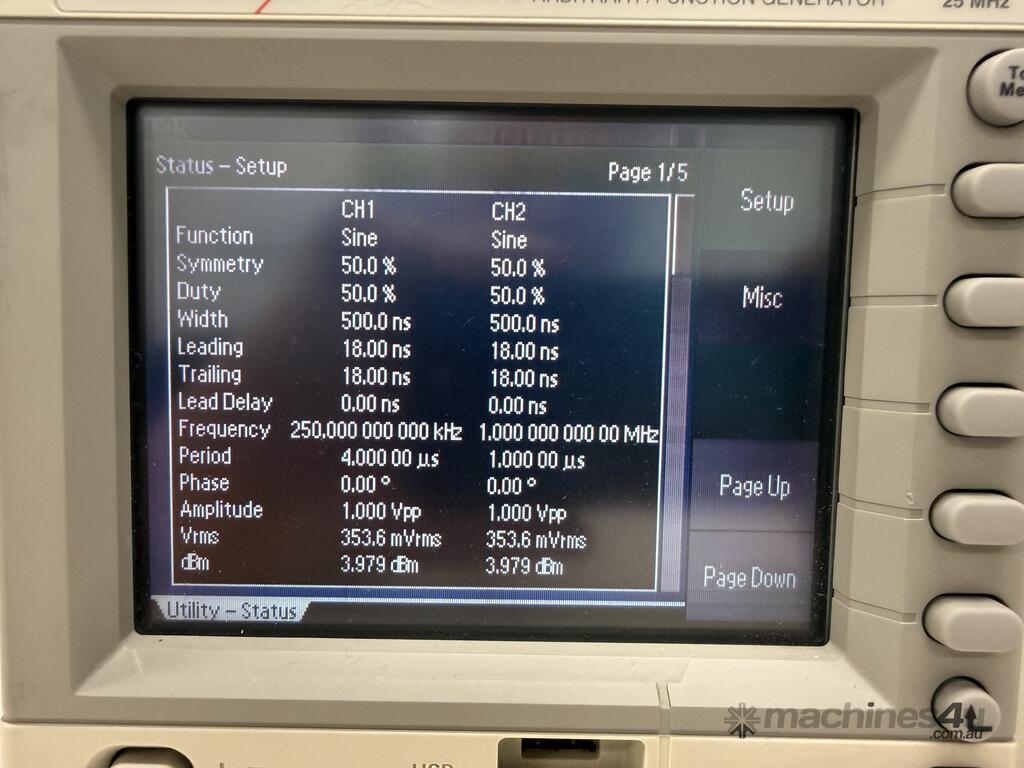 ARBITRARY/FUNCTION GENERATOR 25 MHz
Tek
Status – Setup Page 1/5
CH1 CH2
Function Sine Sine
Symmetry 50.0 % 50.0 %
Duty 50.0 % 50.0 %
Width 500.0 ns 500.0 ns
Leading 18.00 ns 18.00 ns
Trailing 18.00 ns 18.00 ns
Lead Delay 0.00 ns 0.00 ns
Frequency 250.000 000 000 kHz 1.000 000 000 00 MHz
Period 4.000 00 µs 1.000 00 µs
Phase 0.00 ° 0.00 °
Amplitude 1.000 Vpp 1.000 Vpp
Vrms 353.6 mVrms 353.6 mVrms
dBm 3.979 dBm 3.979 dBm
Utility – Status
Setup
Misc
Page Up
Page Down
machines4u
.com.au